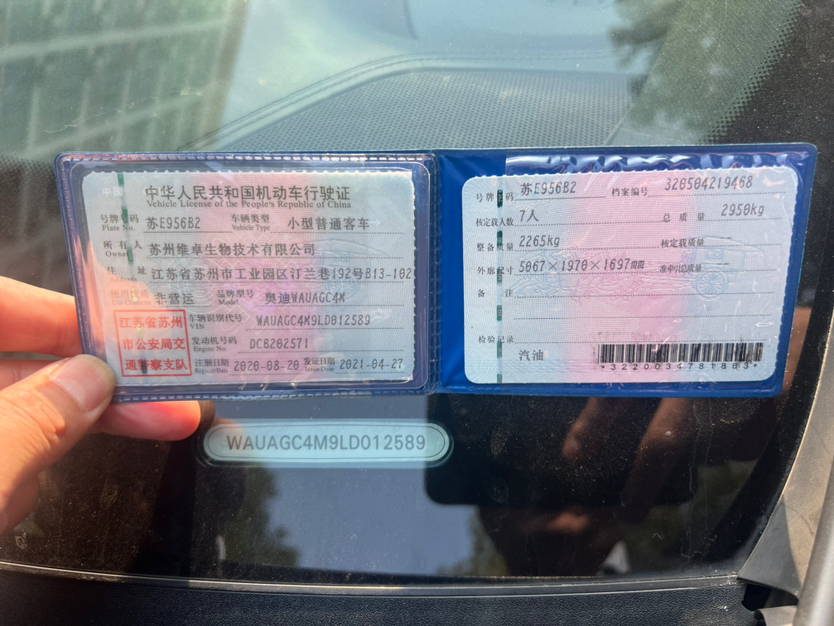 中华人民共和国机动车行驶证
Vehicle License of the People's Republic of China
号牌号码 苏E956B2 车辆类型 小型普通客车
Plate No. Vehicle Type
所有人 苏州维卓生物技术有限公司
Owner
住址 江苏省苏州市工业园区汀兰巷192号B13-102
使用性质 非营运 品牌型号 奥迪WAUAGC4M
Use Character Model
江苏省苏州
市公安局交
通警察支队
车辆识别代号 WAUAGC4M9LD012589
VIN
发动机号码 DCB202571
Engine No.
注册日期 2020-08-20 发证日期 2021-04-27
Register Date Issue Date
号牌号码 苏E956B2 档案编号 320504219468
核定载人数 7人 总质量 2950kg
整备质量 2265kg 核定载质量
外廓尺寸 5067×1970×1697mm 准牵引总质量
备注
检验记录
汽油
*3220034781883*
WAUAGC4M9LD012589